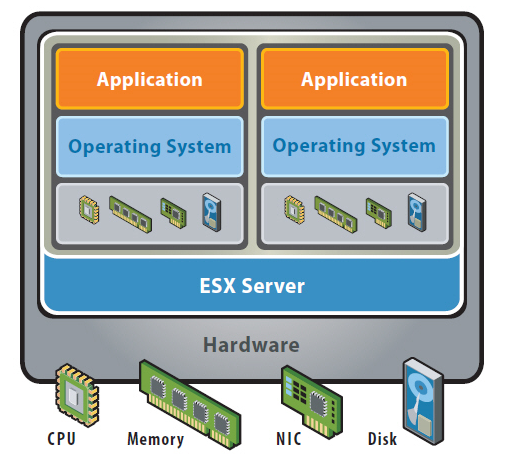 Application
Application
Operating System
Operating System
ESX Server
Hardware
CPU
Memory
NIC
Disk